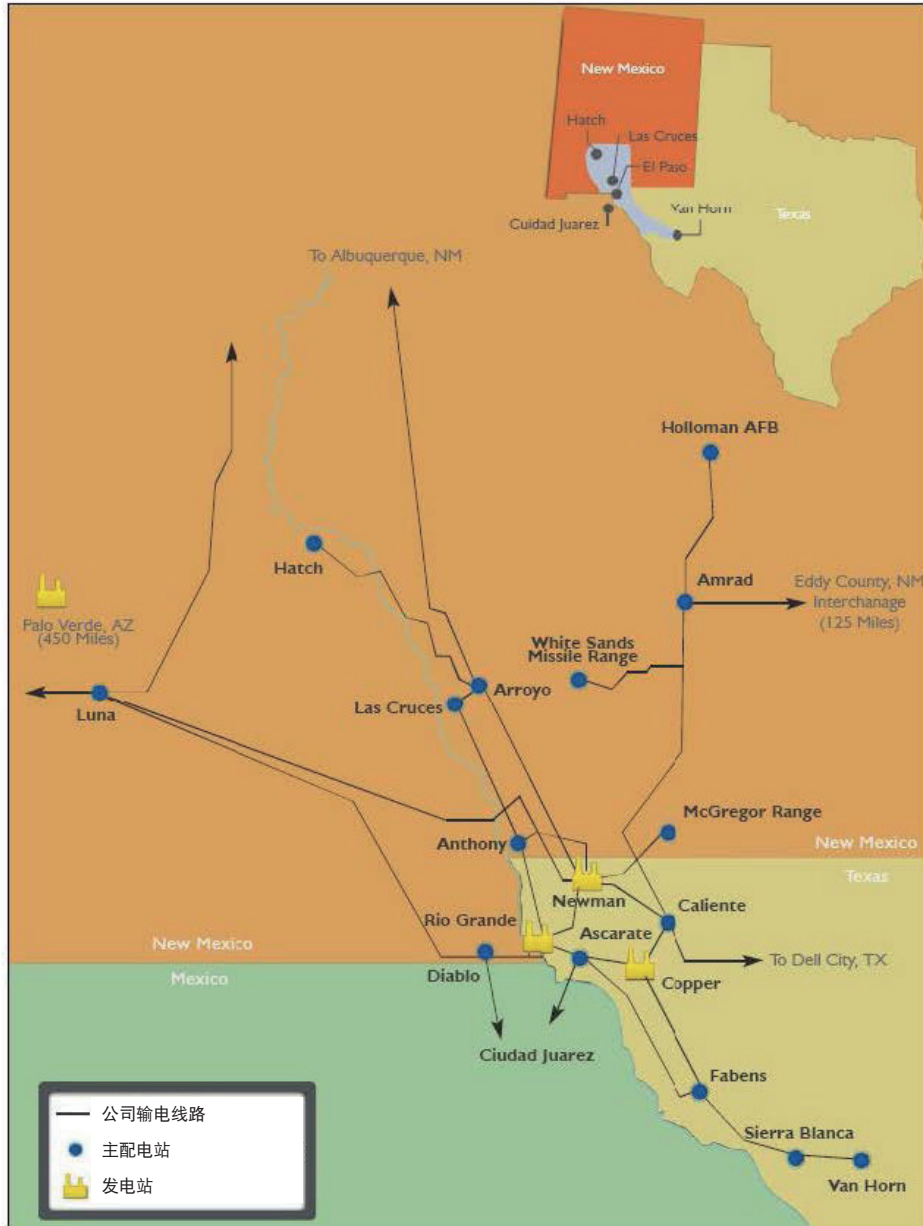 New Mexico
Hatch
Las Cruces
El Paso
Cuidad Juarez
Van Horn
Texas
To Albuquerque, NM
Holloman AFB
Hatch
Amrad
Eddy County, NM
Interchanage
(125 Miles)
Palo Verde, AZ
(450 Miles)
White Sands
Missile Range
Luna
Las Cruces
Arroyo
McGregor Range
Anthony
New Mexico
Texas
Newman
Rio Grande
Caliente
Ascarate
New Mexico
Mexico
Diablo
Copper
To Dell City, TX
Ciudad Juarez
Fabens
Sierra Blanca
Van Horn
公司输电线路
主配电站
发电站